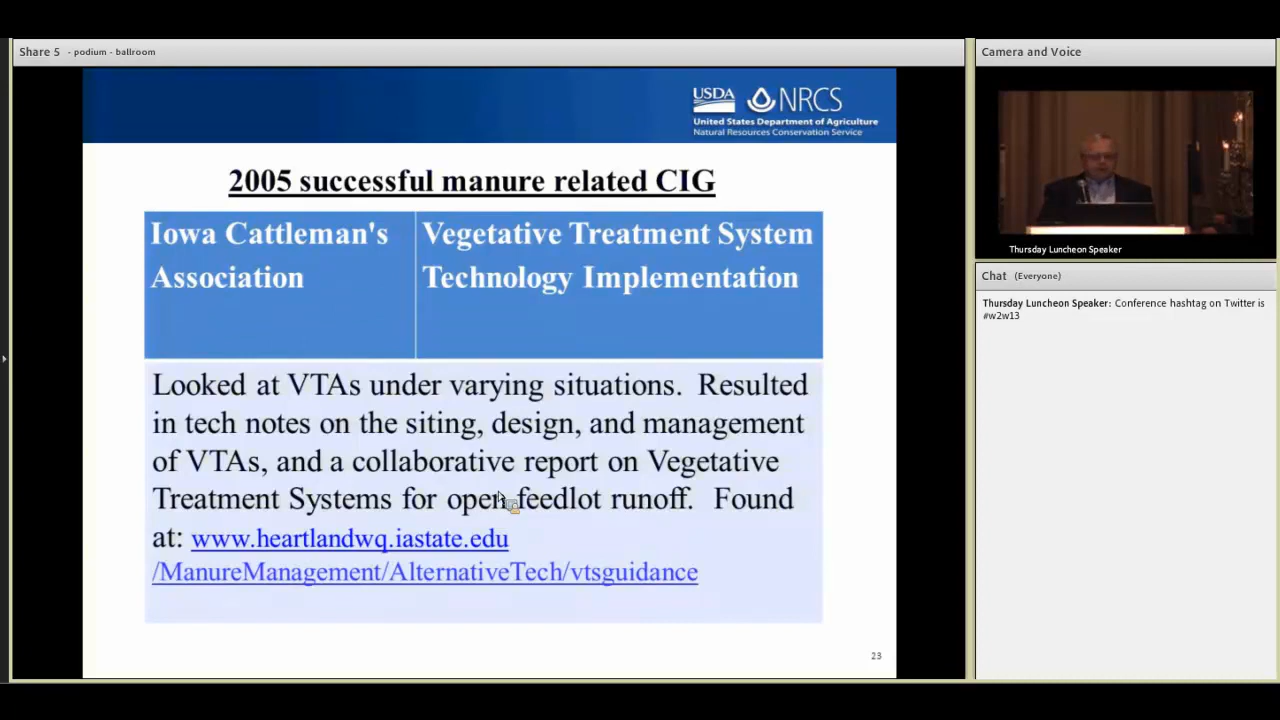 Share 5 - podium - ballroom
USDA NRCS
United States Department of Agriculture
Natural Resources Conservation Service
2005 successful manure related CIG
Iowa Cattleman's
Association
Vegetative Treatment System
Technology Implementation
Looked at VTAs under varying situations. Resulted
in tech notes on the siting, design, and management
of VTAs, and a collaborative report on Vegetative
Treatment Systems for open feedlot runoff. Found
at: www.heartlandwq.iastate.edu
/ManureManagement/AlternativeTech/vtsguidance
23
Camera and Voice
Thursday Luncheon Speaker
Chat (Everyone)
Thursday Luncheon Speaker: Conference hashtag on Twitter is
#w2w13